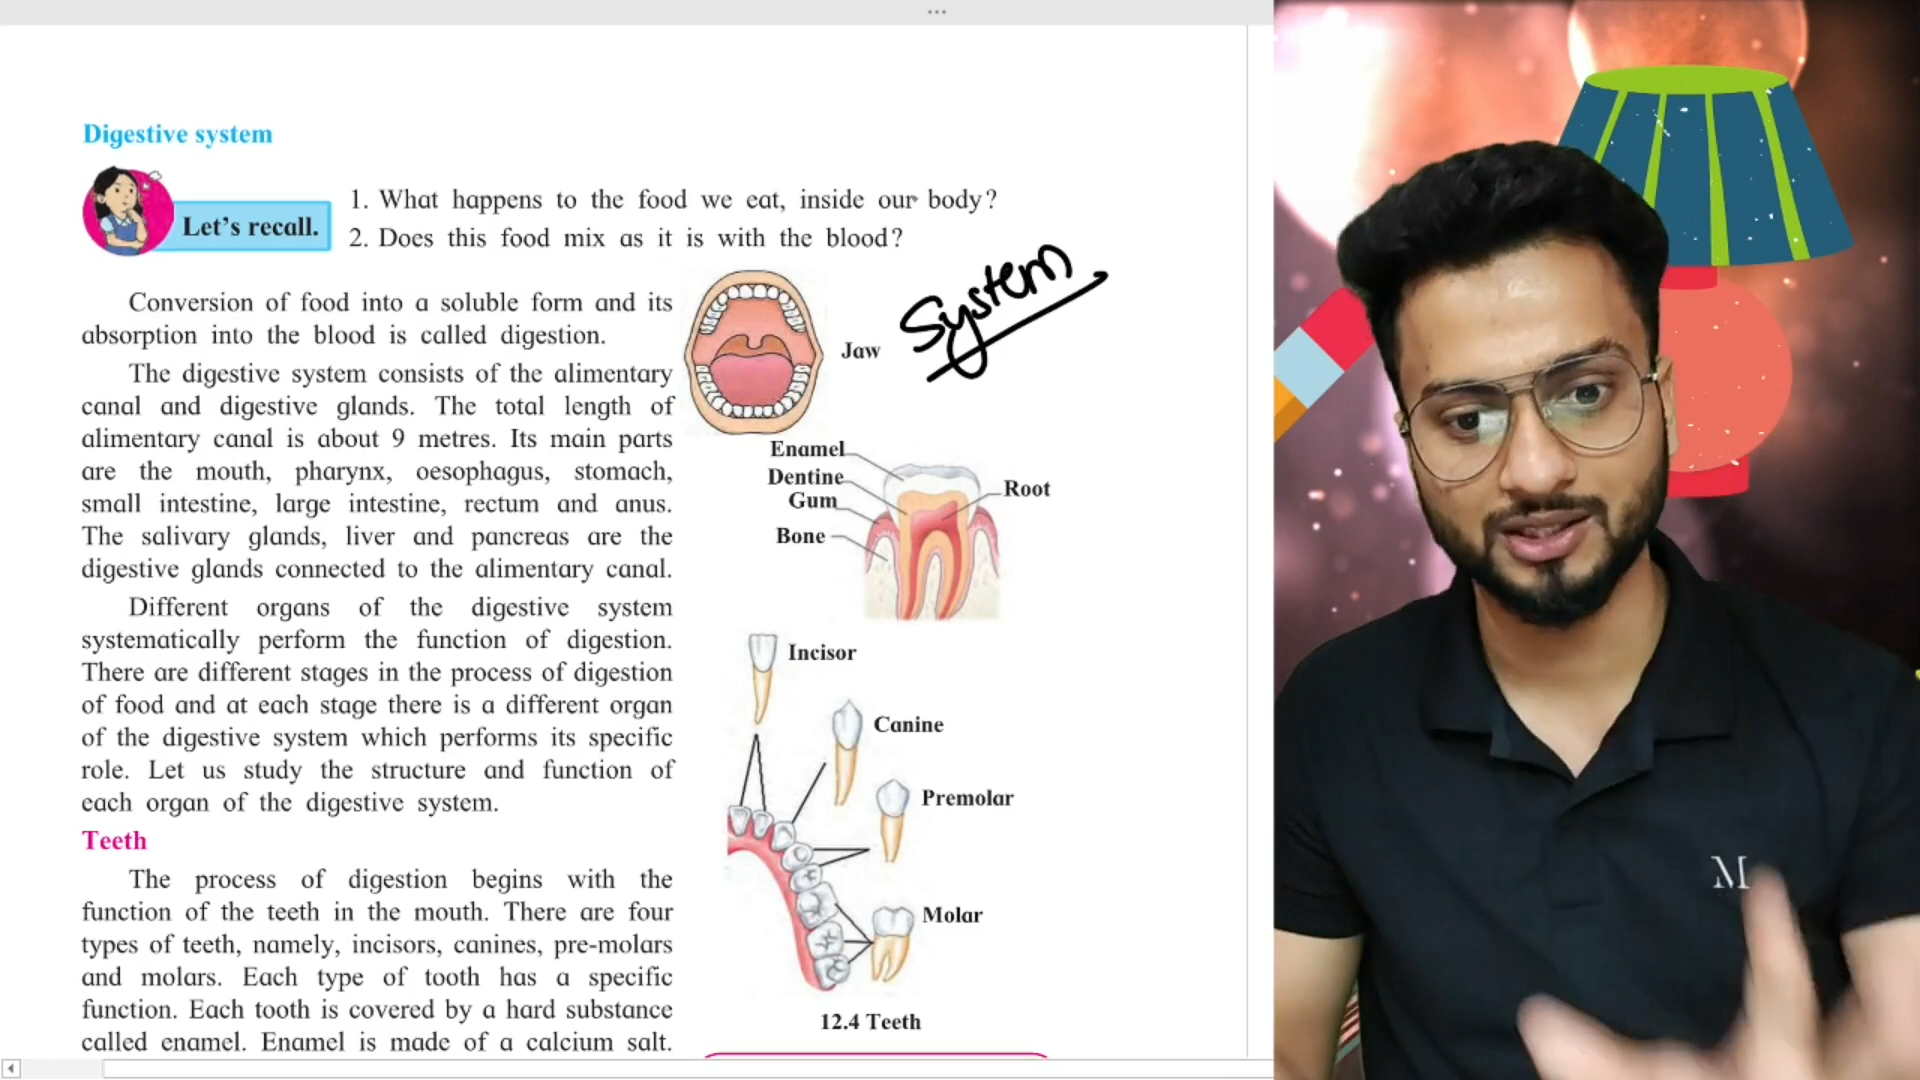 Digestive system
Let's recall.
1. What happens to the food we eat, inside our body?
2. Does this food mix as it is with the blood?
Conversion of food into a soluble form and its
absorption into the blood is called digestion.
The digestive system consists of the alimentary
canal and digestive glands. The total length of
alimentary canal is about 9 metres. Its main parts
are the mouth, pharynx, oesophagus, stomach,
small intestine, large intestine, rectum and anus.
The salivary glands, liver and pancreas are the
digestive glands connected to the alimentary canal.
Different organs of the digestive system
systematically perform the function of digestion.
There are different stages in the process of digestion
of food and at each stage there is a different organ
of the digestive system which performs its specific
role. Let us study the structure and function of
each organ of the digestive system.
Teeth
The process of digestion begins with the
function of the teeth in the mouth. There are four
types of teeth, namely, incisors, canines, pre-molars
and molars. Each type of tooth has a specific
function. Each tooth is covered by a hard substance
called enamel. Enamel is made of a calcium salt.
Jaw
System
Enamel
Dentine
Gum
Bone
Root
Incisor
Canine
Premolar
Molar
12.4 Teeth
M